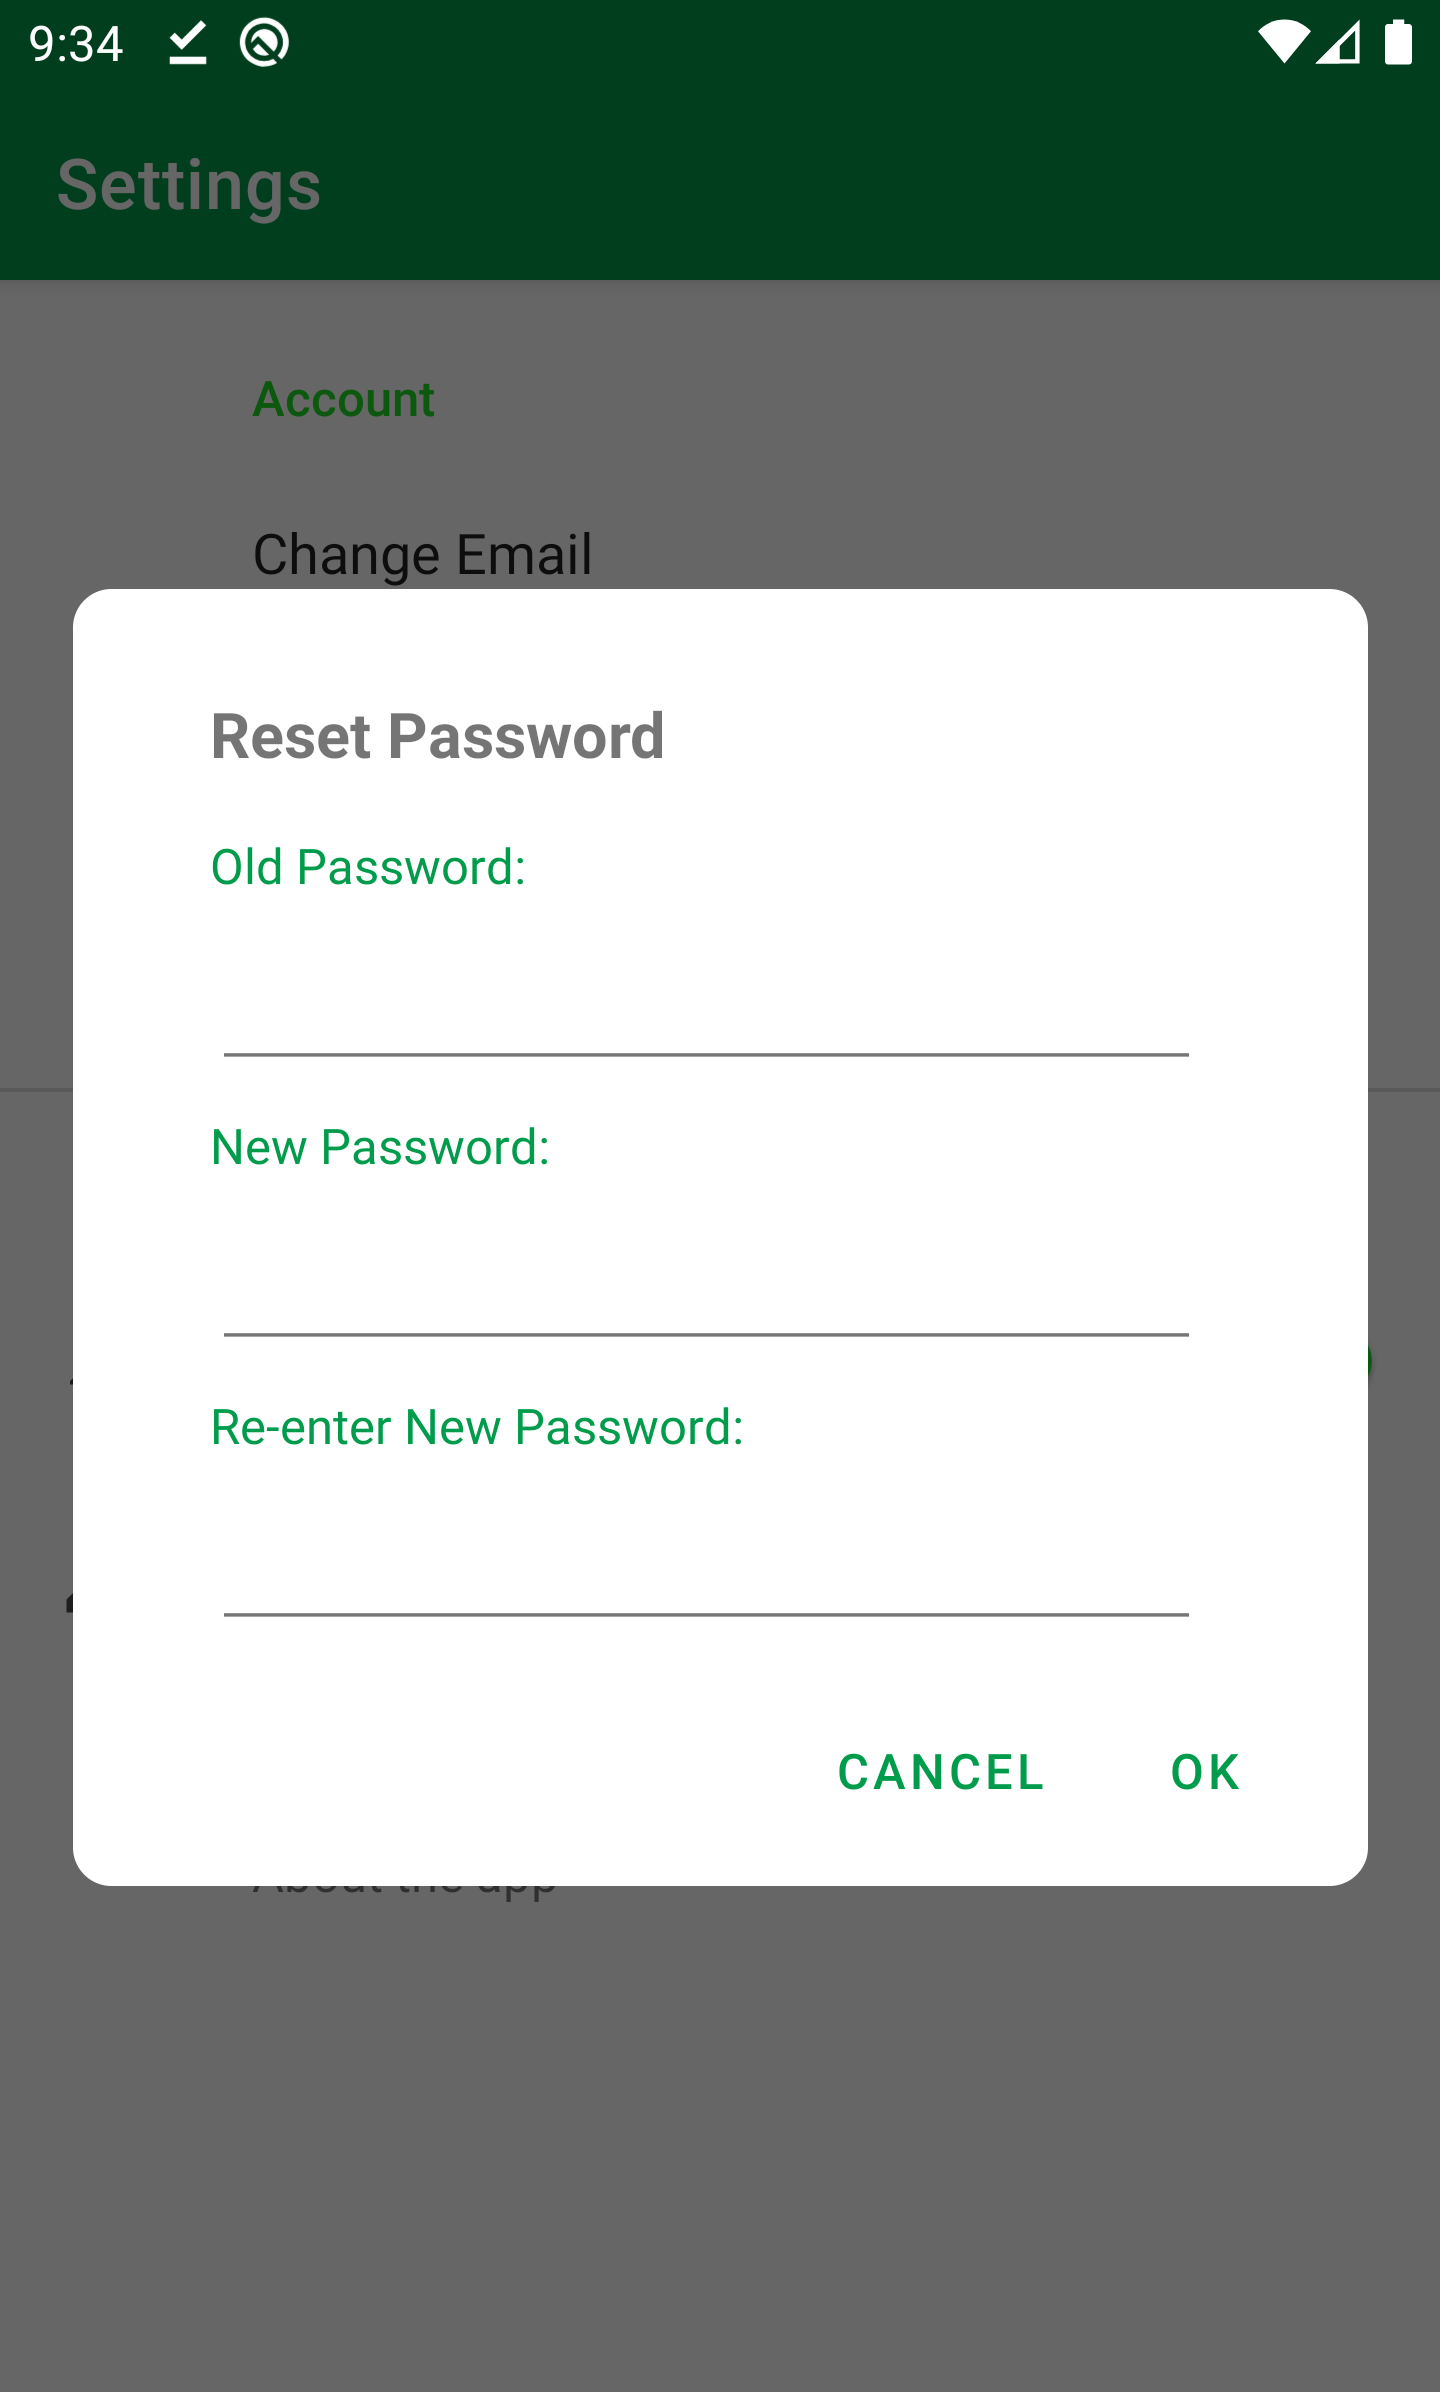 9:34
Settings
Account
Change Email
Reset Password
Old Password:
New Password:
Re-enter New Password:
CANCEL OK
About the app